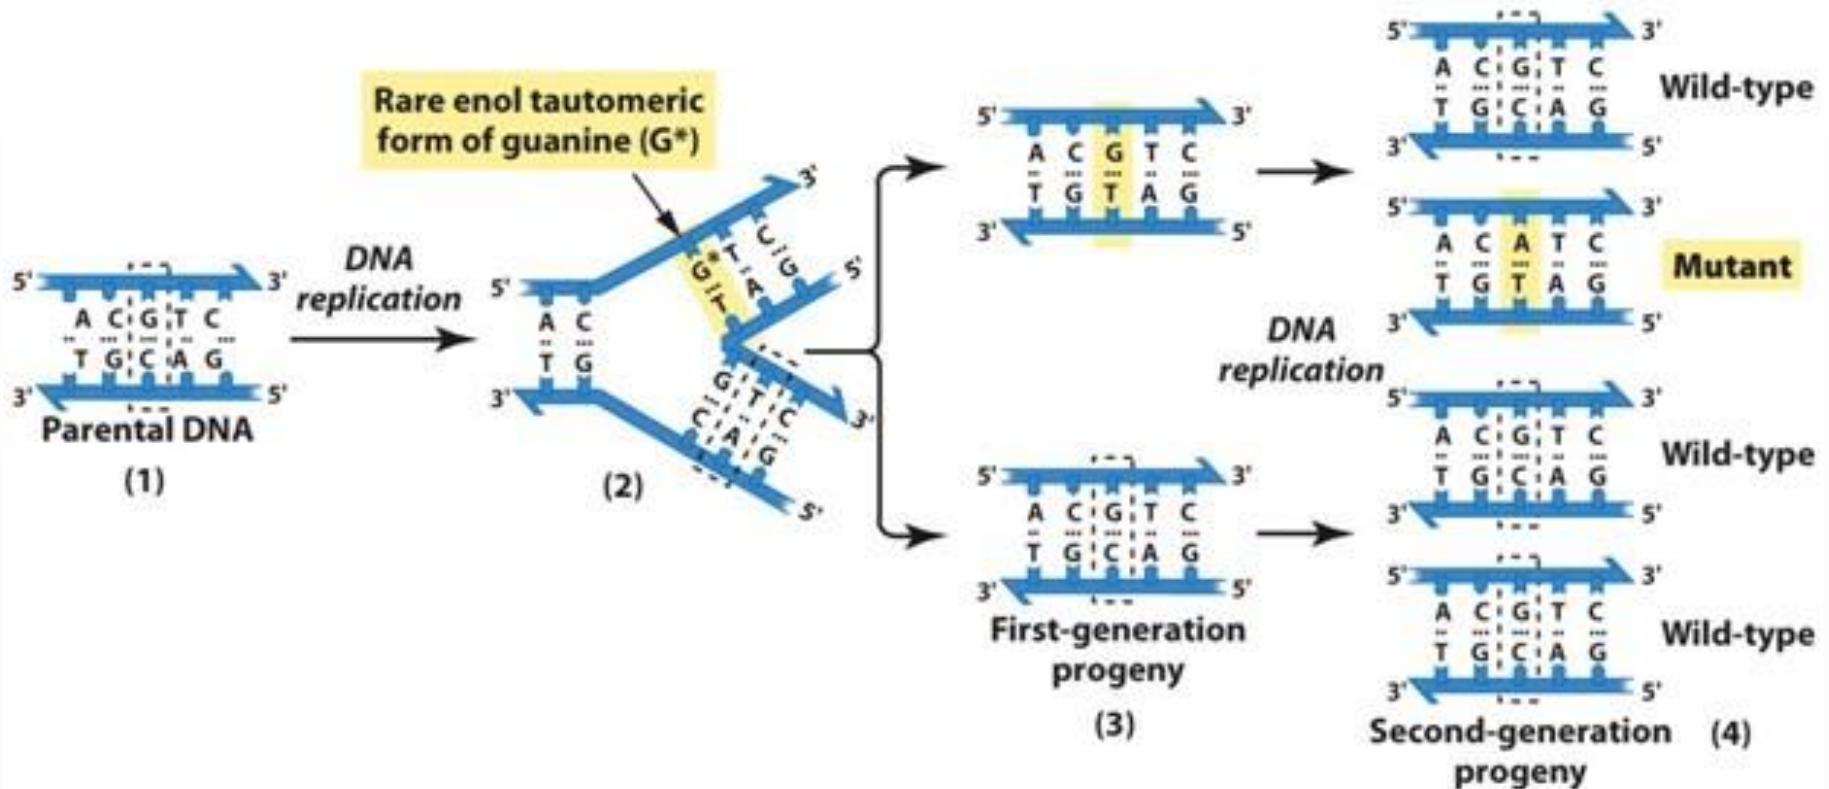 Rare enol tautomeric
form of guanine (G*)
5' 3'
A C G T C
T G C A G
3' 5'
Parental DNA
(1)
DNA
replication
5' 3'
A C G* T C
T G T A G
5'
G T C
C A G
3' 3'
5'
(2)
5' 3'
A C G T C
T G T A G
3' 5'
5' 3'
A C G T C
T G C A G
3' 5'
First-generation
progeny
(3)
DNA
replication
5' 3'
A C G T C
T G C A G
3' 5'
Wild-type
5' 3'
A C A T C
T G T A G
3' 5'
Mutant
5' 3'
A C G T C
T G C A G
3' 5'
Wild-type
5' 3'
A C G T C
T G C A G
3' 5'
Wild-type
Second-generation
progeny
(4)